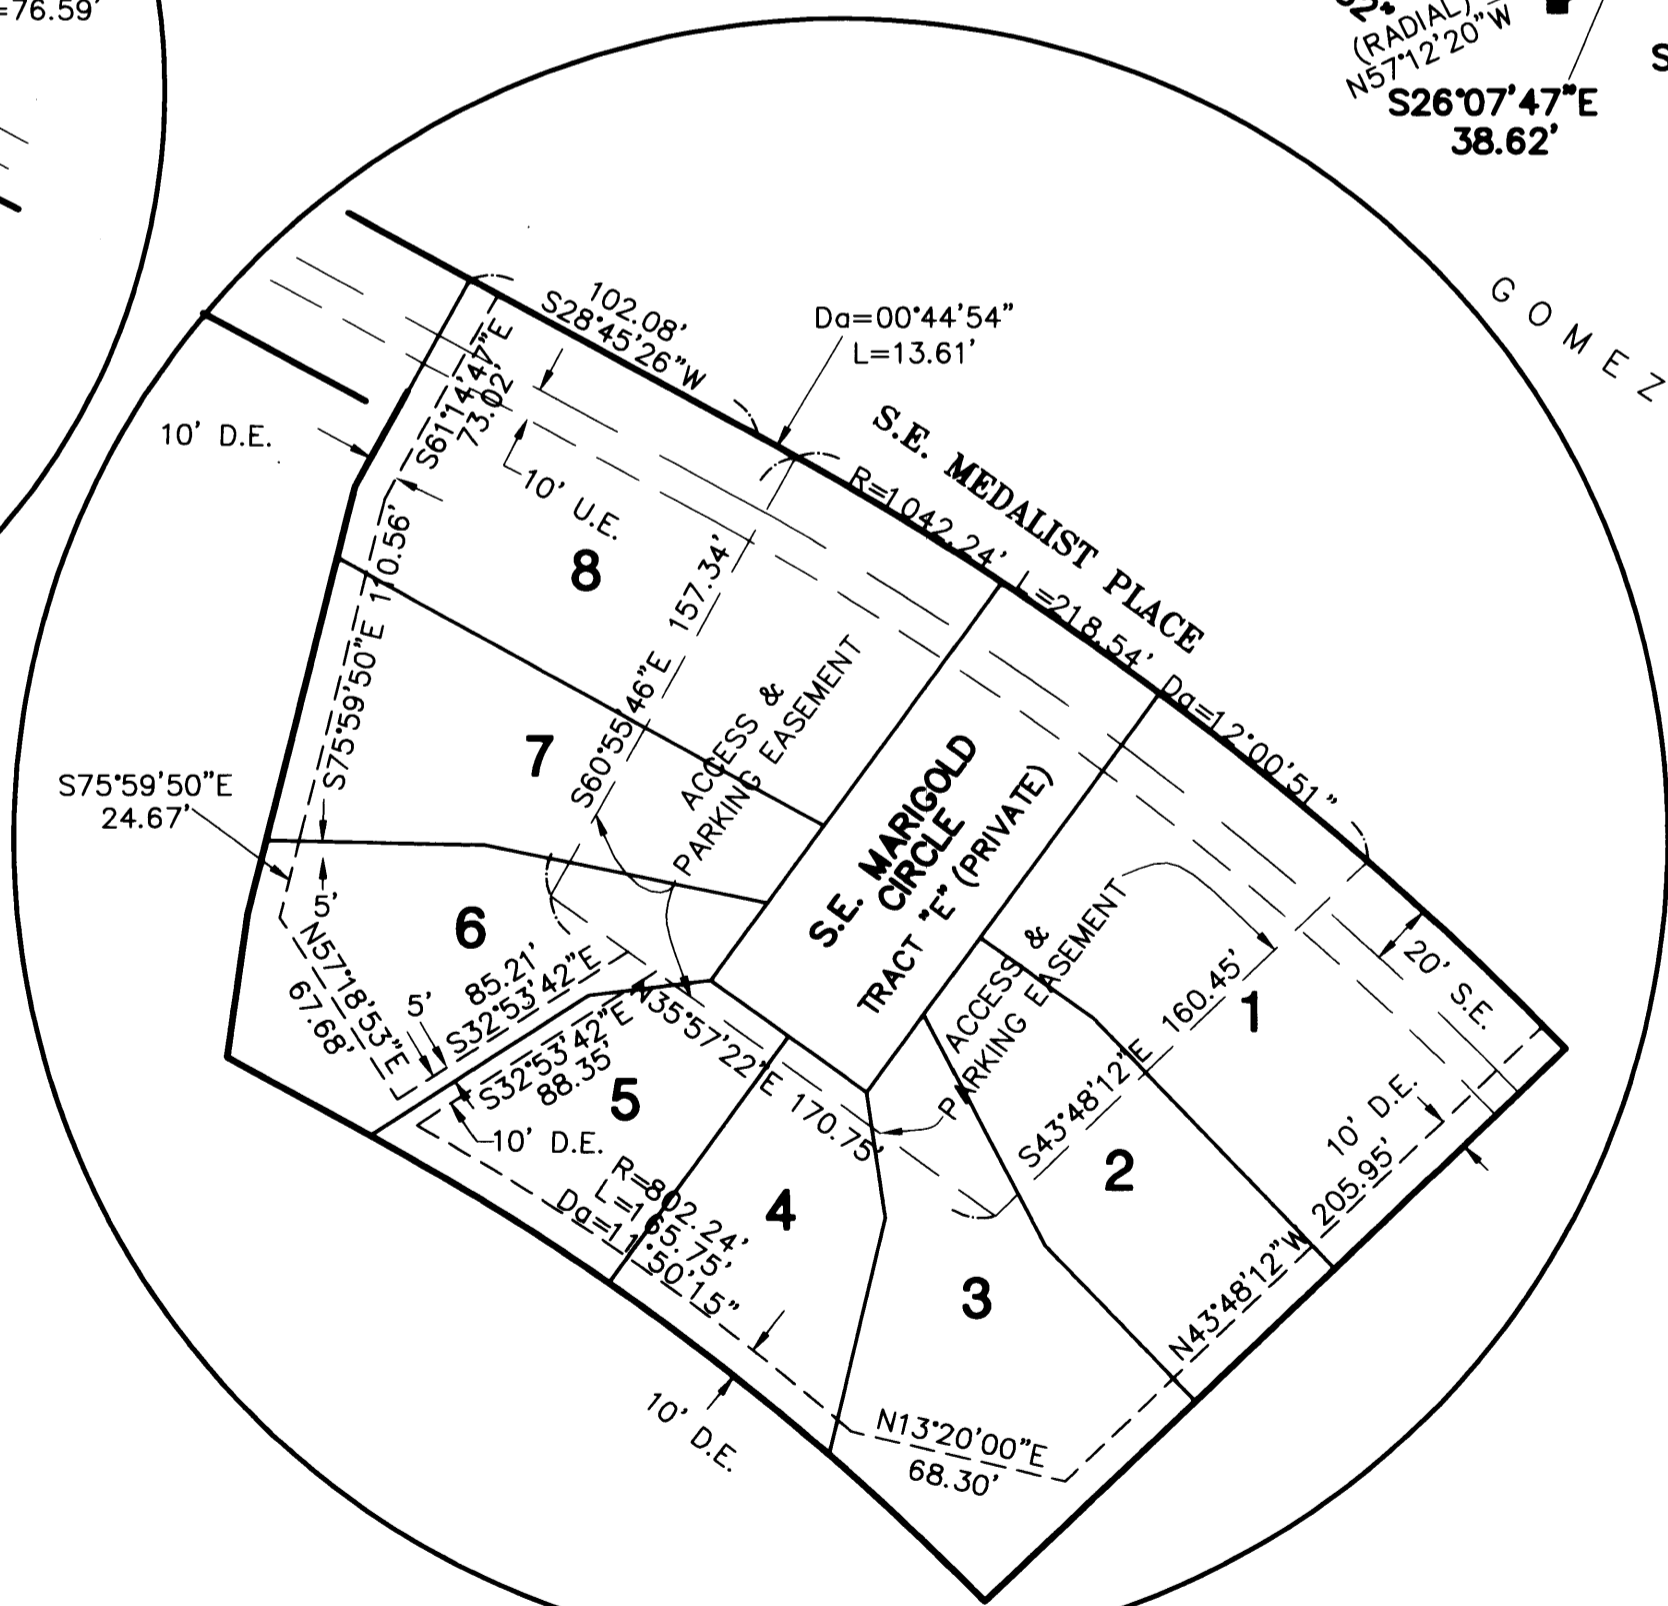 =76.59'
(RADIAL)
N57°12'20"W
S26°07'47"E
38.62'
GOMEZ
102.08'
S28°45'26"W
Da=00°44'54"
L=13.61'
S.E. MEDALIST PLACE
R=1042.24' L=218.54' Da=12°00'51"
10' D.E.
S61°14'47"E
73.02'
10' U.E.
8
S75°59'50"E 110.56'
S60°55'46"E 157.34'
ACCESS &
PARKING EASEMENT
7
S75°59'50"E
24.67'
S.E. MARIGOLD
CIRCLE
TRACT "E" (PRIVATE)
5'
6
N57°18'53"E
67.68'
5'
85.21'
S32°53'42"E
S32°53'42"E
88.35'
N35°57'22"E 170.75'
5
10' D.E.
ACCESS &
PARKING EASEMENT
1
20' S.E.
S43°48'12"E 160.45'
2
10' D.E.
N43°48'12"W 205.95'
R=802.24'
L=165.75'
Da=11°50'15"
4
3
10' D.E.
N13°20'00"E
68.30'